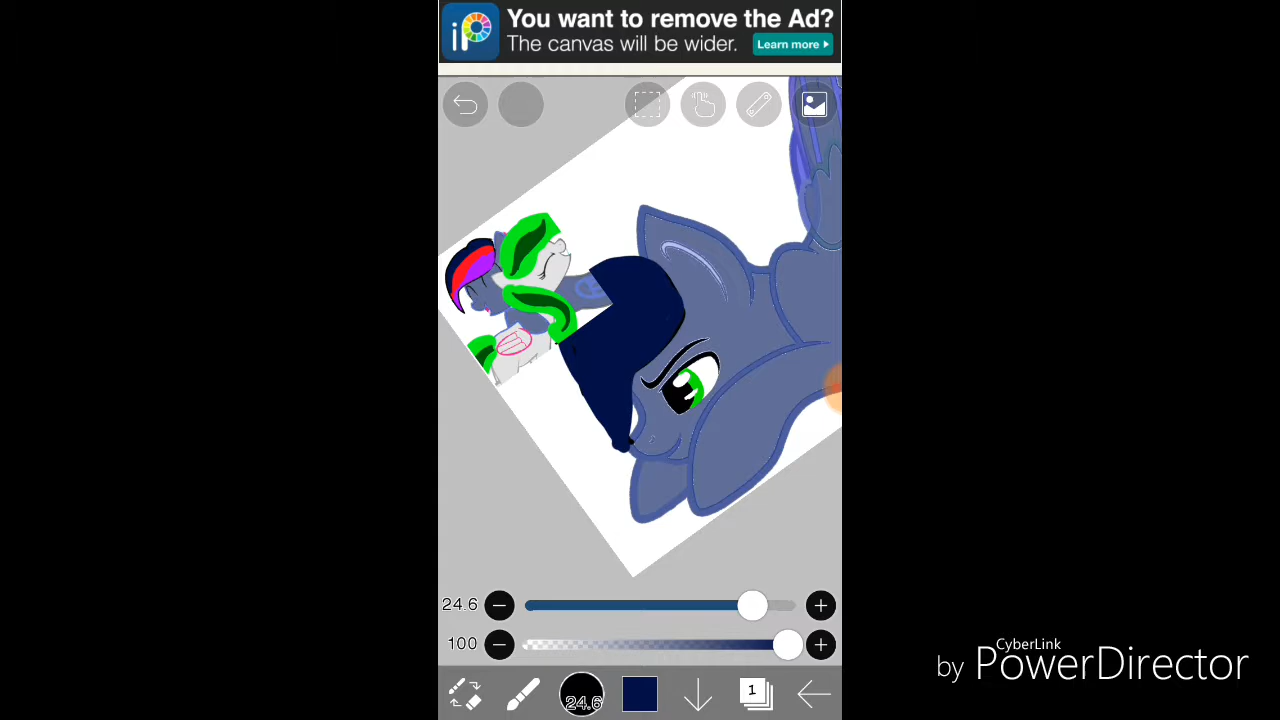 iP
You want to remove the Ad?
The canvas will be wider.
Learn more
24.6
100
24.6
1
CyberLink
by PowerDirector